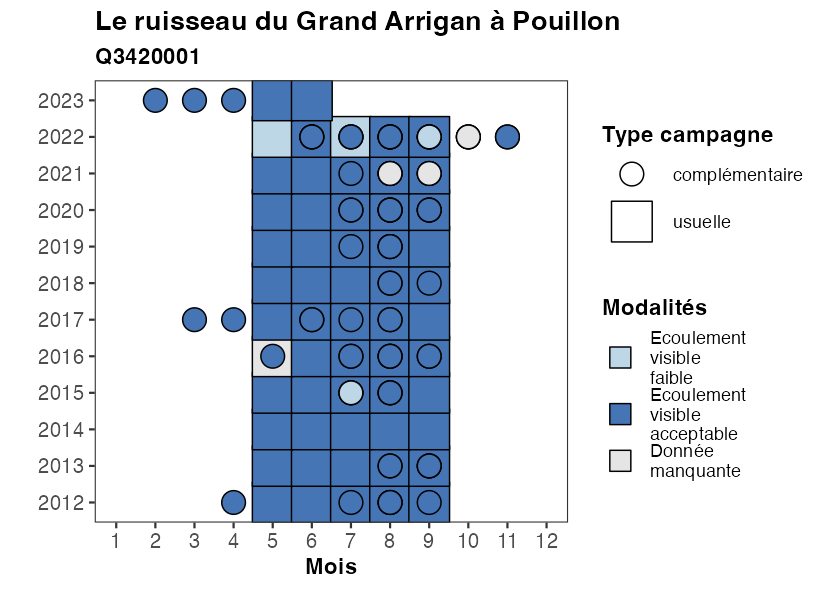 Le ruisseau du Grand Arrigan à Pouillon
Q3420001
2023
2022
2021
2020
2019
2018
2017
2016
2015
2014
2013
2012
1 2 3 4 5 6 7 8 9 10 11 12
Mois
Type campagne
complémentaire
usuelle
Modalités
Ecoulement
visible
faible
Ecoulement
visible
acceptable
Donnée
manquante